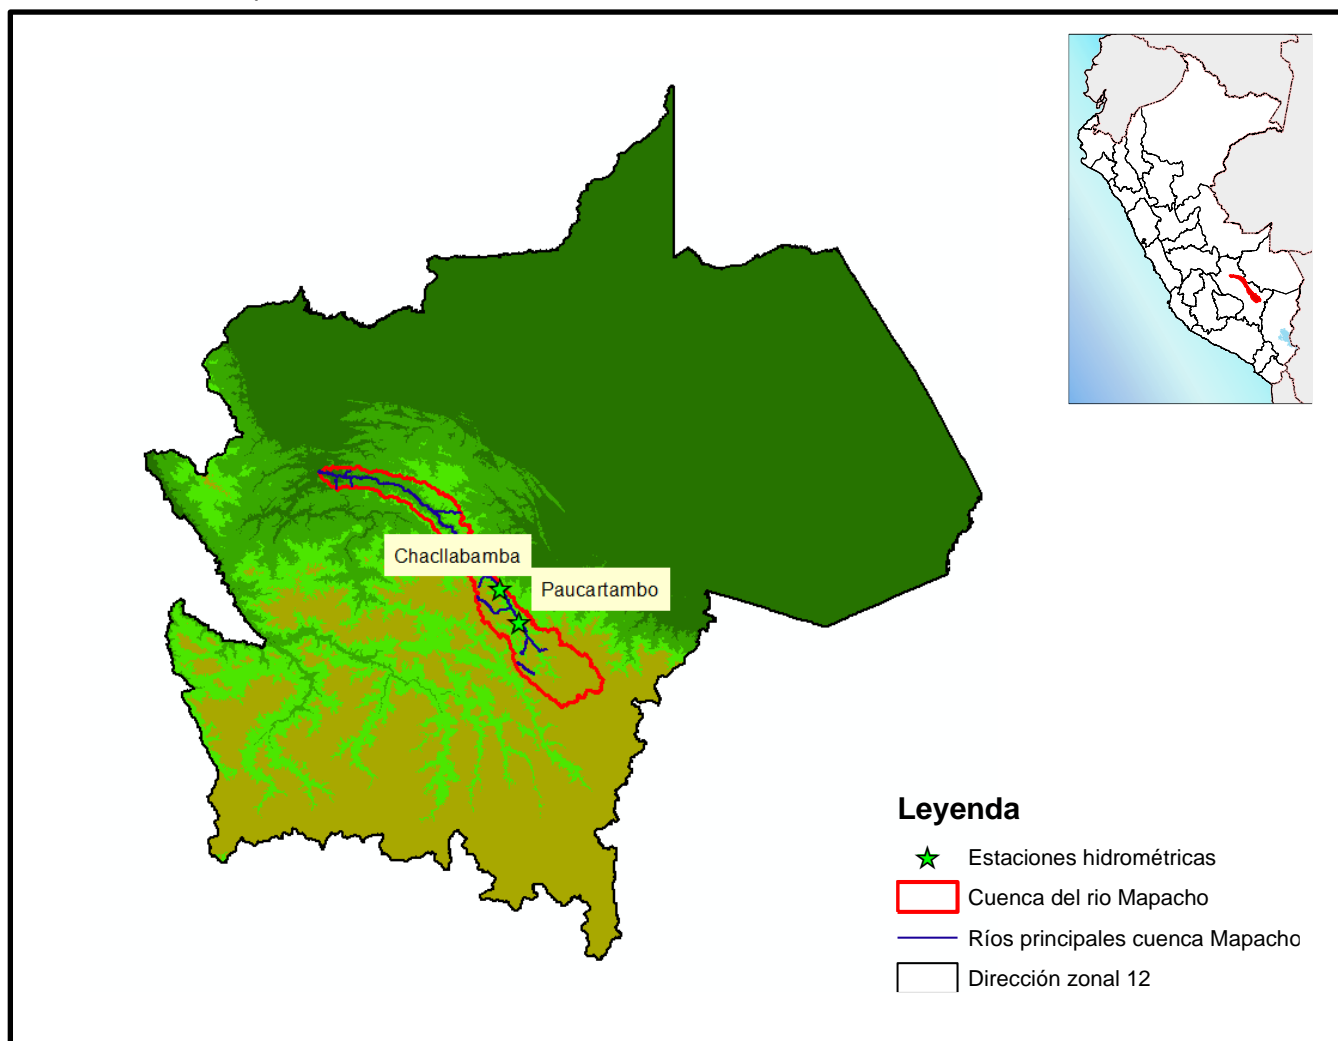 Chacllabamba
Paucartambo
Leyenda
Estaciones hidrométricas
Cuenca del rio Mapacho
Ríos principales cuenca Mapacho
Dirección zonal 12